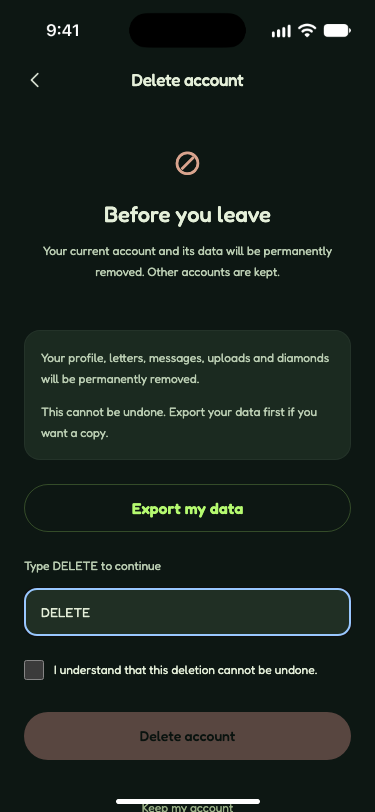 9:41
Delete account
Before you leave
Your current account and its data will be permanently
removed. Other accounts are kept.
Your profile, letters, messages, uploads and diamonds
will be permanently removed.
This cannot be undone. Export your data first if you
want a copy.
Export my data
Type DELETE to continue
DELETE
I understand that this deletion cannot be undone.
Delete account
Keep my account